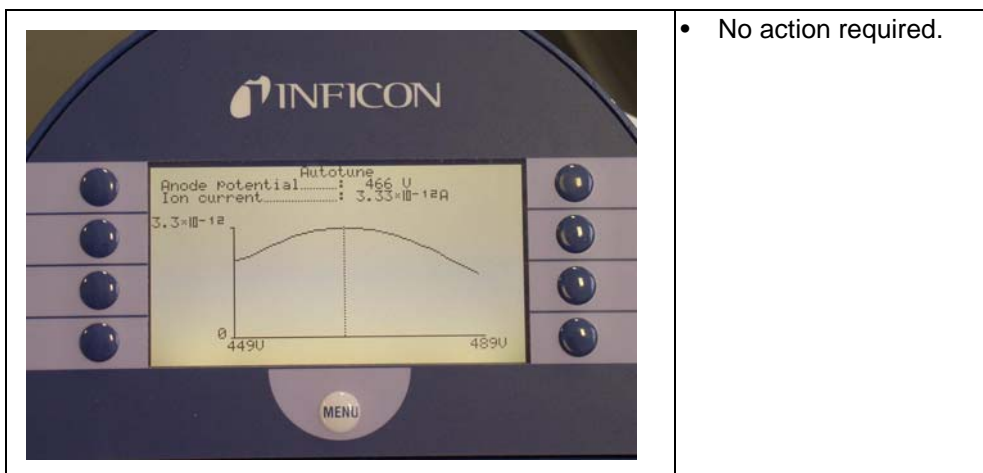 INFICON
Autotune
Anode potential......: 466 V
Ion current..............: 3.33×10-12A
3.3×10-12
0
449V
489V
MENU
• No action required.